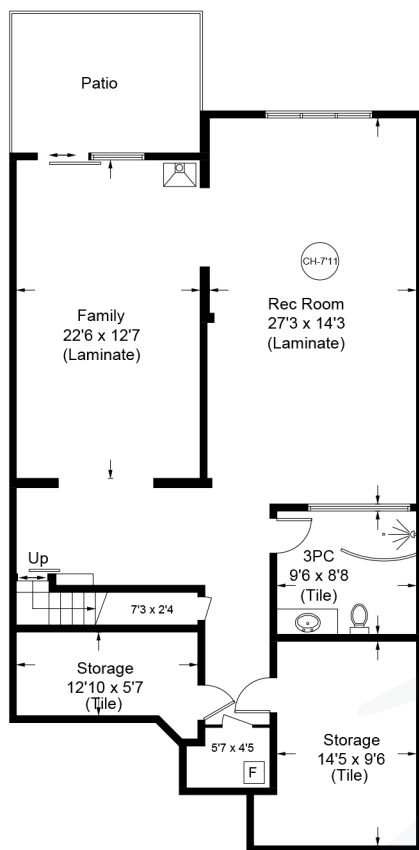 Patio
CH-7'11
Family
22'6 x 12'7
(Laminate)
Rec Room
27'3 x 14'3
(Laminate)
Up
3PC
9'6 x 8'8
(Tile)
7'3 x 2'4
Storage
12'10 x 5'7
(Tile)
5'7 x 4'5
F
Storage
14'5 x 9'6
(Tile)